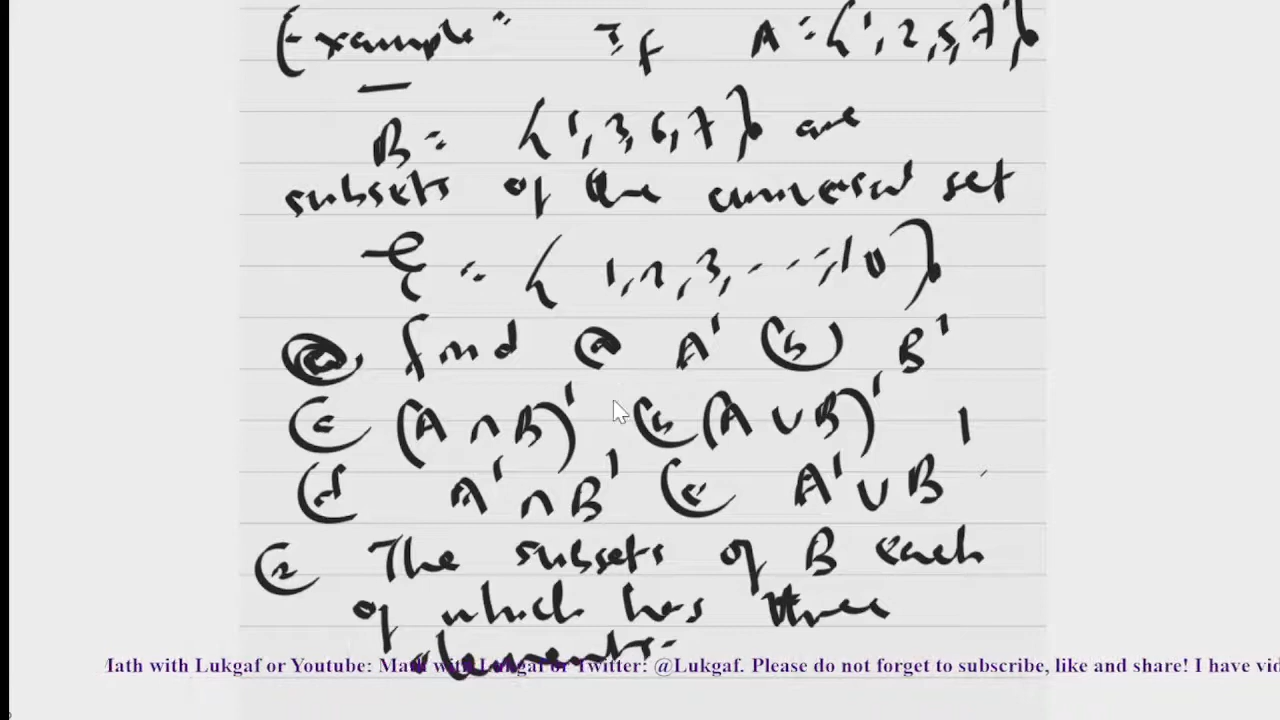 Example" If A = {1, 2, 5, 7}
B = {1, 3, 6, 7} are
subsets of the universal set
ξ = {1, 2, 3, ---, 10}
find (a) A' (b) B'
(c) (A ∩ B)' (A ∪ B)'
(d) A' ∩ B' (e) A' ∪ B'
(2) The subsets of B each
of which has three
elements.
Math with Lukgaf or Youtube: Math with Lukgaf or Twitter: @Lukgaf. Please do not forget to subscribe, like and share! I have vid